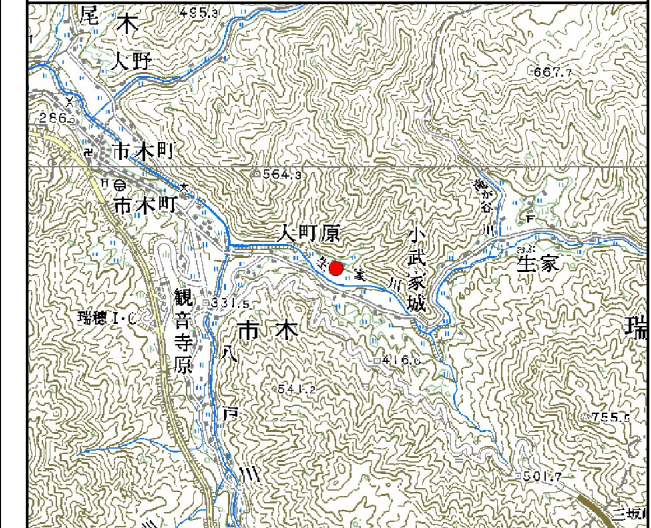 尾
木
495.3
大野
667.7
286.
市木町
564.3
市木町
大町原
小武家城
生家
観音寺原
331.5
瑞穂I.C
市木
416.0
八戸川
541.2
755.5
501.7
瑞
三坂
川